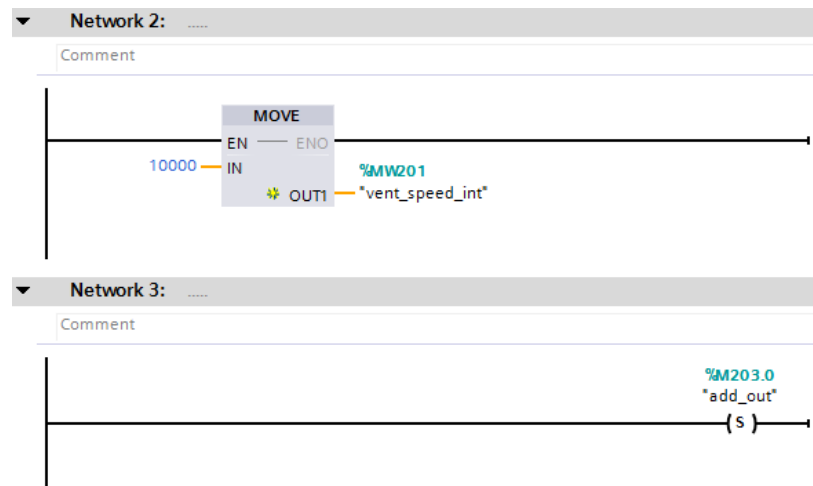 Network 2: .....
Comment
MOVE
EN ENO
10000 IN
%MW201
OUT1 "vent_speed_int"
Network 3: .....
Comment
%M203.0
"add_out"
S